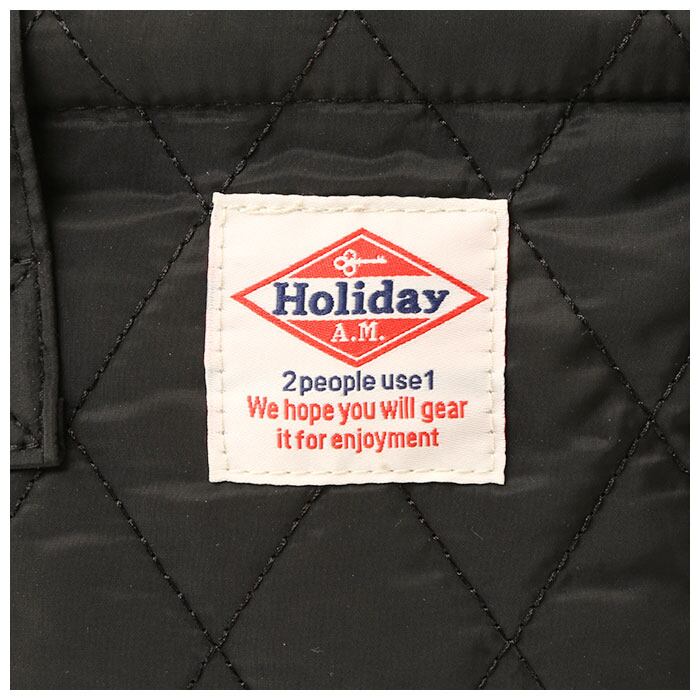 Holiday
A.M.
2people use1
We hope you will gear
it for enjoyment